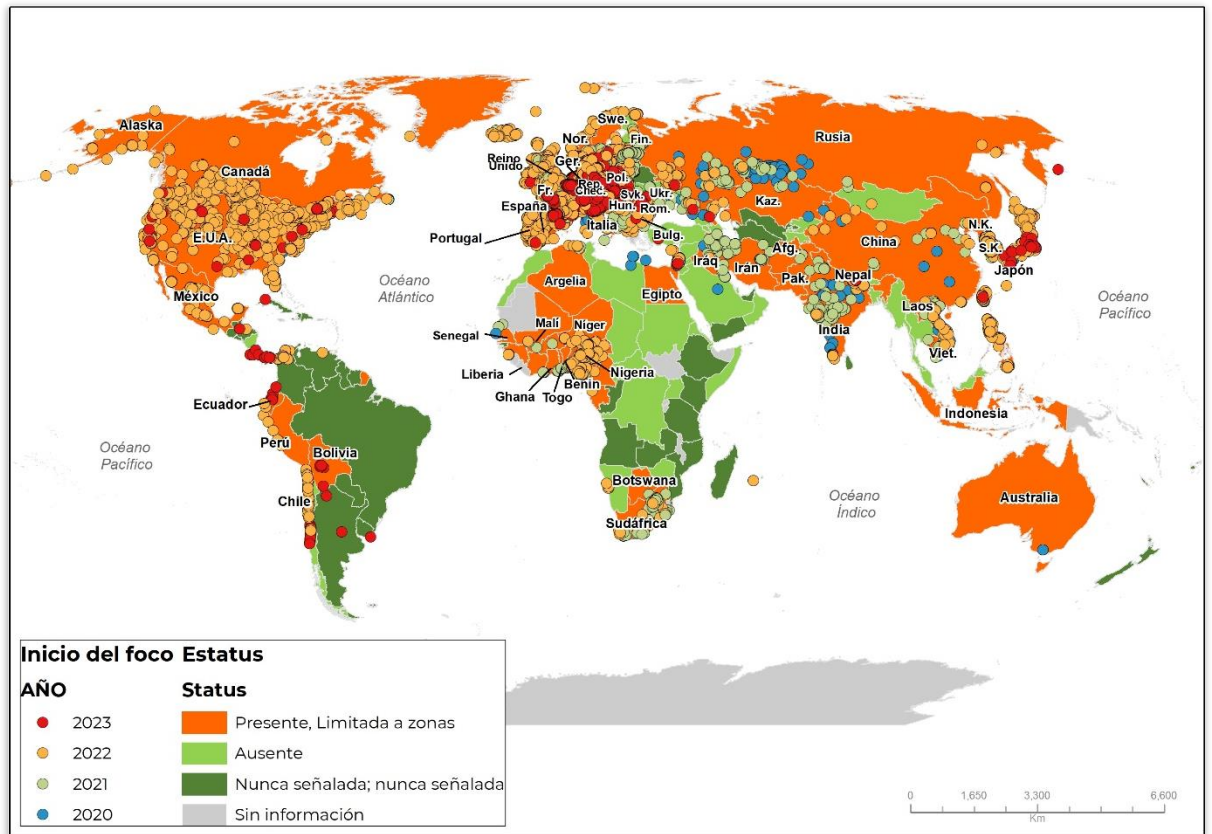 Alaska
Canadá
E.U.A.
México
Océano
Atlántico
Océano
Pacífico
Ecuador
Perú
Bolivia
Chile
Swe.
Nor.
Fin.
Reino
Unido
Ger.
Pol.
Rep.
Chec.
Fr.
Svk.
Ukr.
Hun.
Rom.
España
Italia
Portugal
Bulg.
Rusia
Kaz.
Iráq
Irán
Afg.
Pak.
Nepal
China
N.K.
S.K.
Japón
India
Laos
Viet.
Océano
Pacífico
Argelia
Egipto
Senegal
Malí
Niger
Liberia
Nigeria
Ghana
Togo
Benin
Indonesia
Botswana
Sudáfrica
Océano
Índico
Australia
Inicio del foco Estatus
AÑO Status
2023 Presente, Limitada a zonas
2022 Ausente
2021 Nunca señalada; nunca señalada
2020 Sin información
0 1,650 3,300 6,600
Km